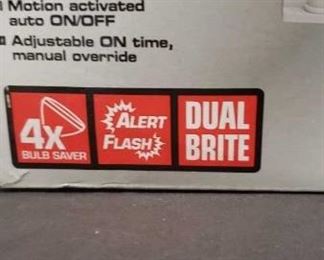 Motion activated
auto ON/OFF
Adjustable ON time,
manual override
4X
BULB SAVER
ALERT
FLASH
DUAL
BRITE